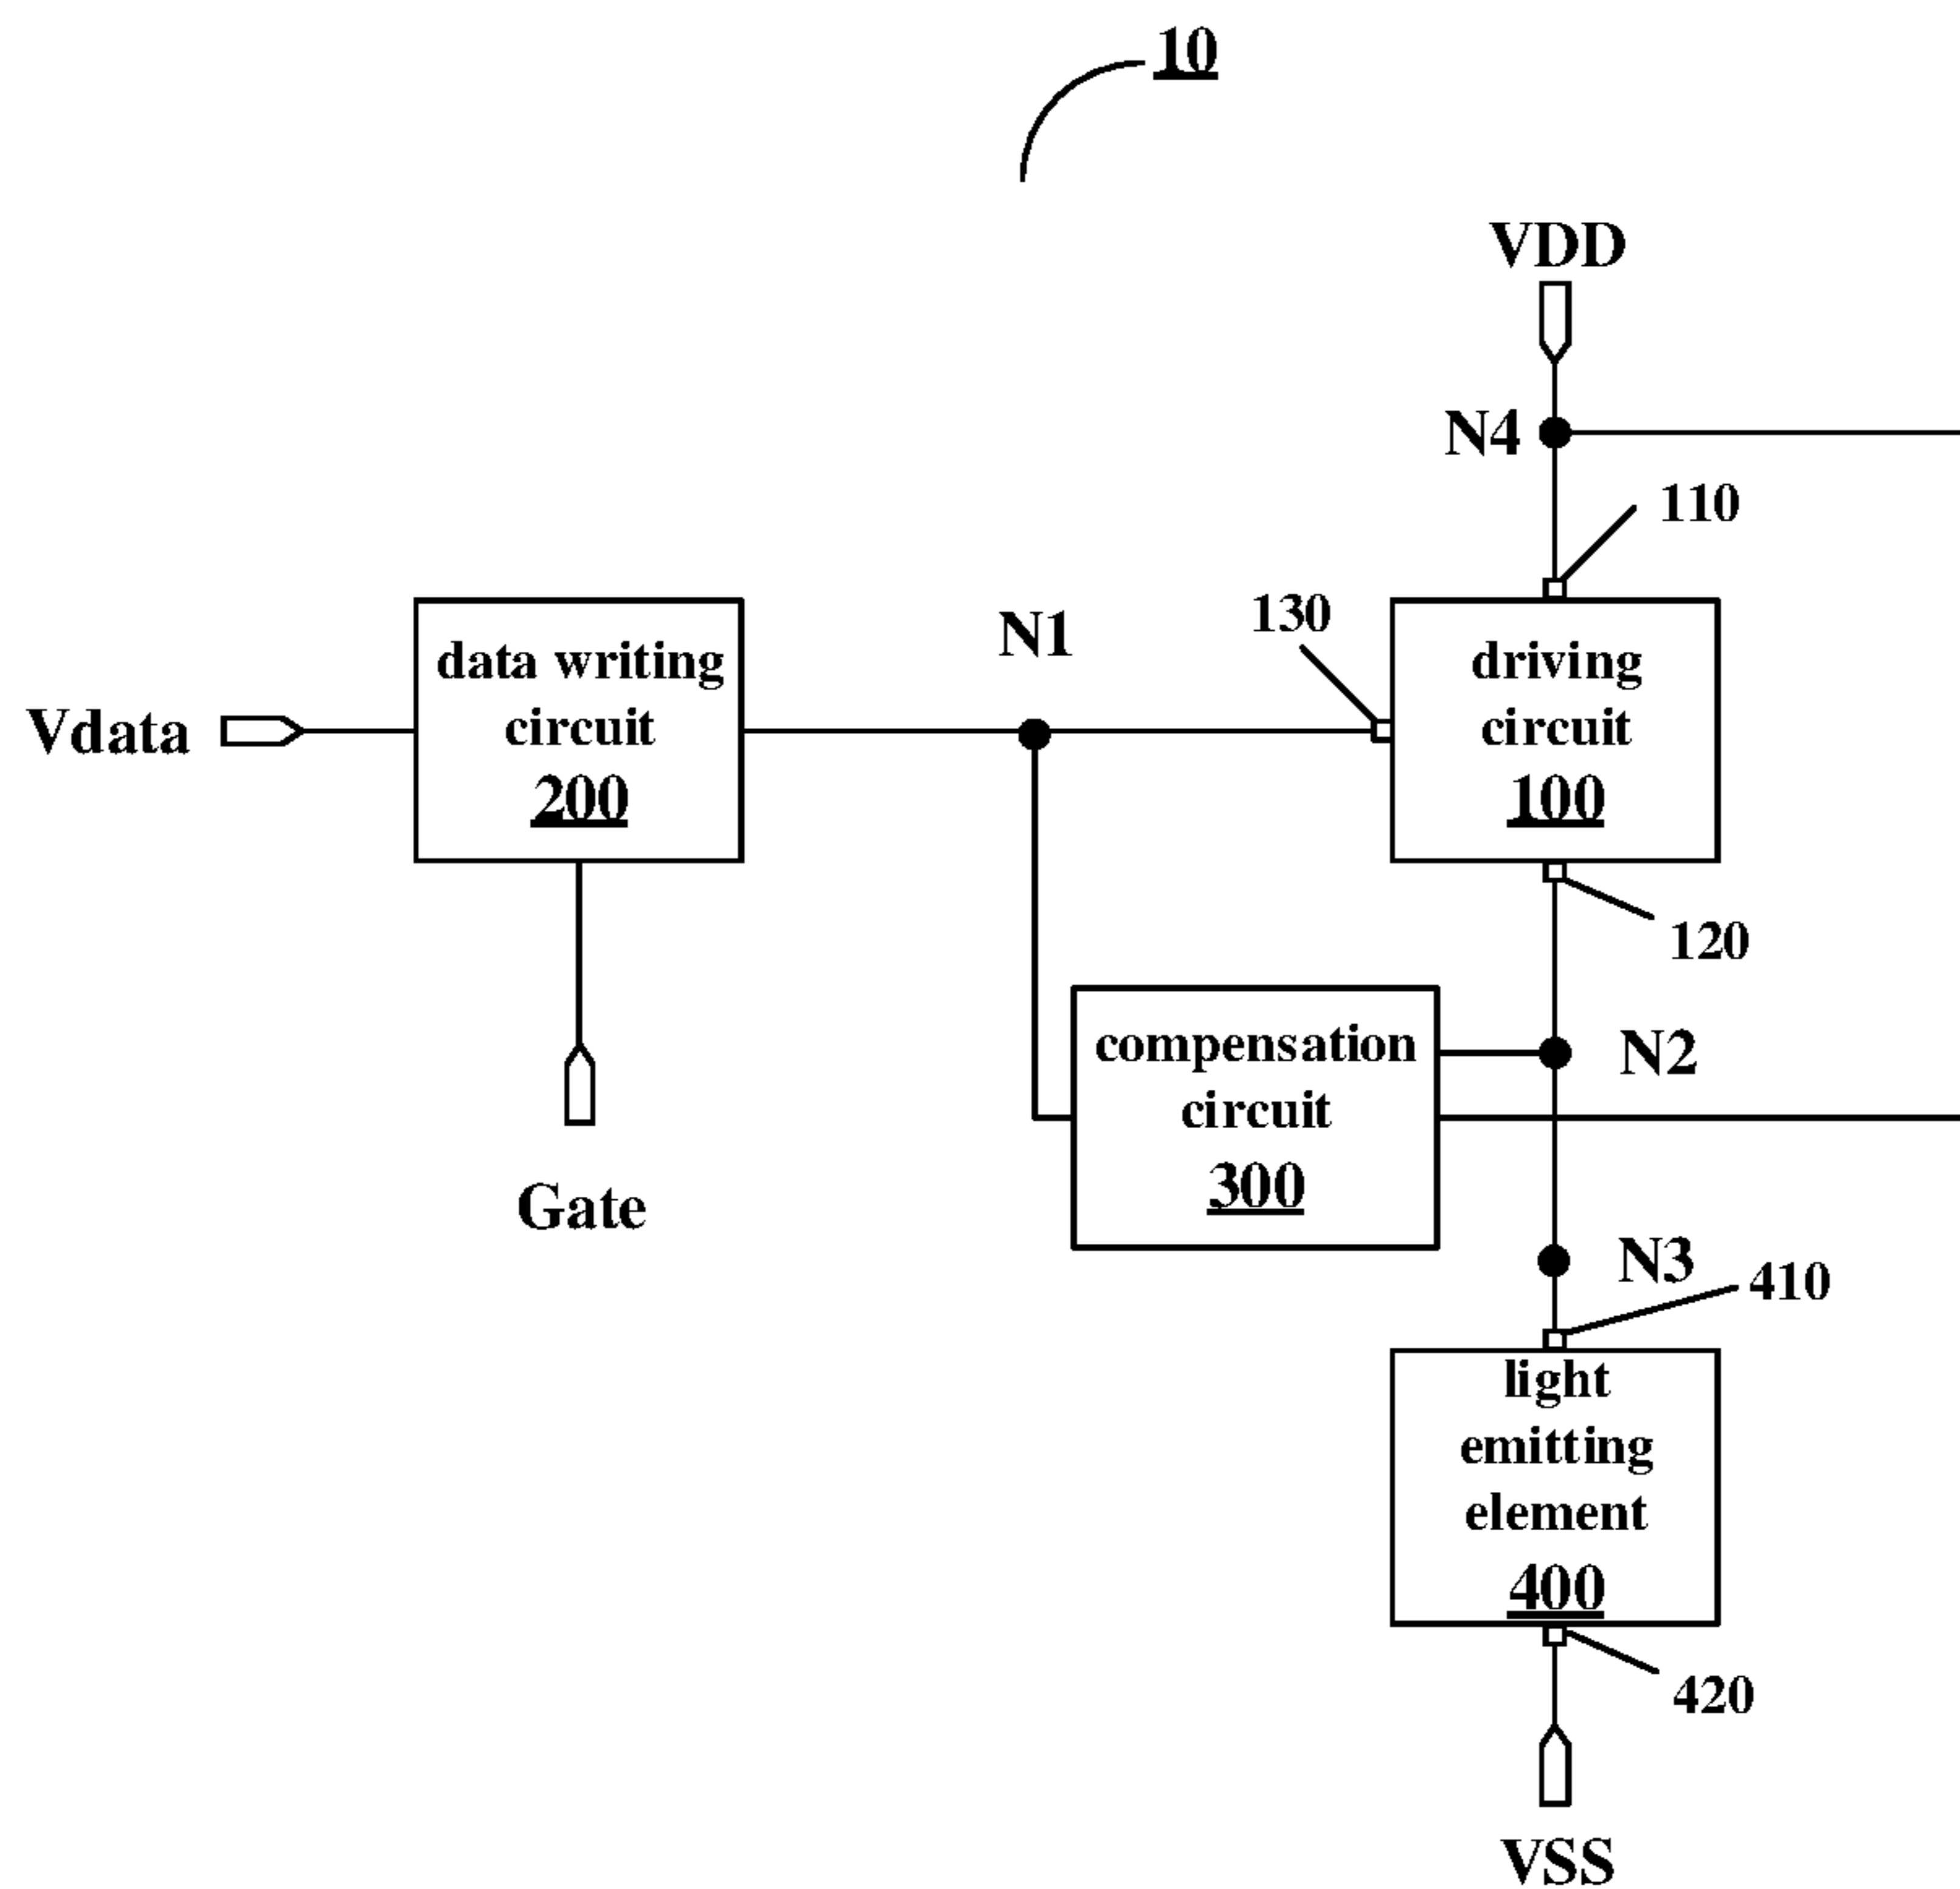 10
VDD
N4
110
130
N1
data writing
circuit
200
driving
circuit
100
Vdata
120
compensation
circuit
300
N2
Gate
N3
410
light
emitting
element
400
420
VSS